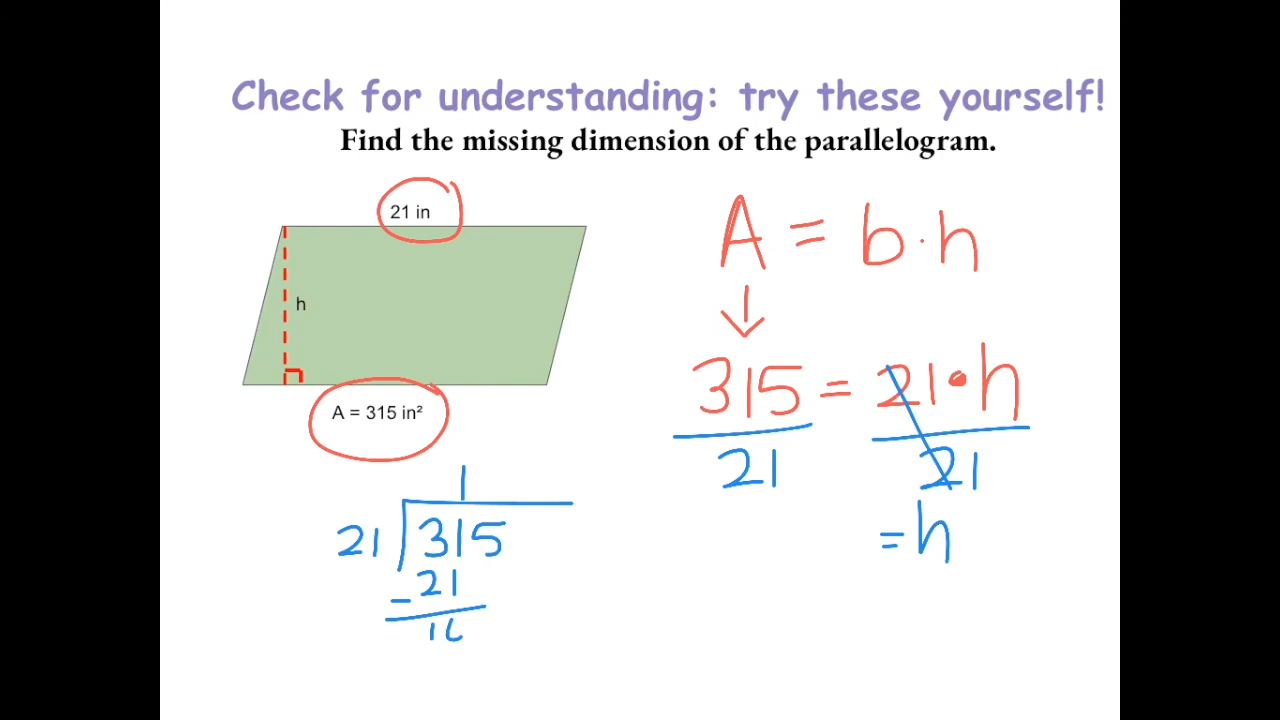 Check for understanding: try these yourself!
Find the missing dimension of the parallelogram.
21 in
h
A = 315 in²
A = b · h
315 = 21 • h
21 21
= h
1
21 315
- 21